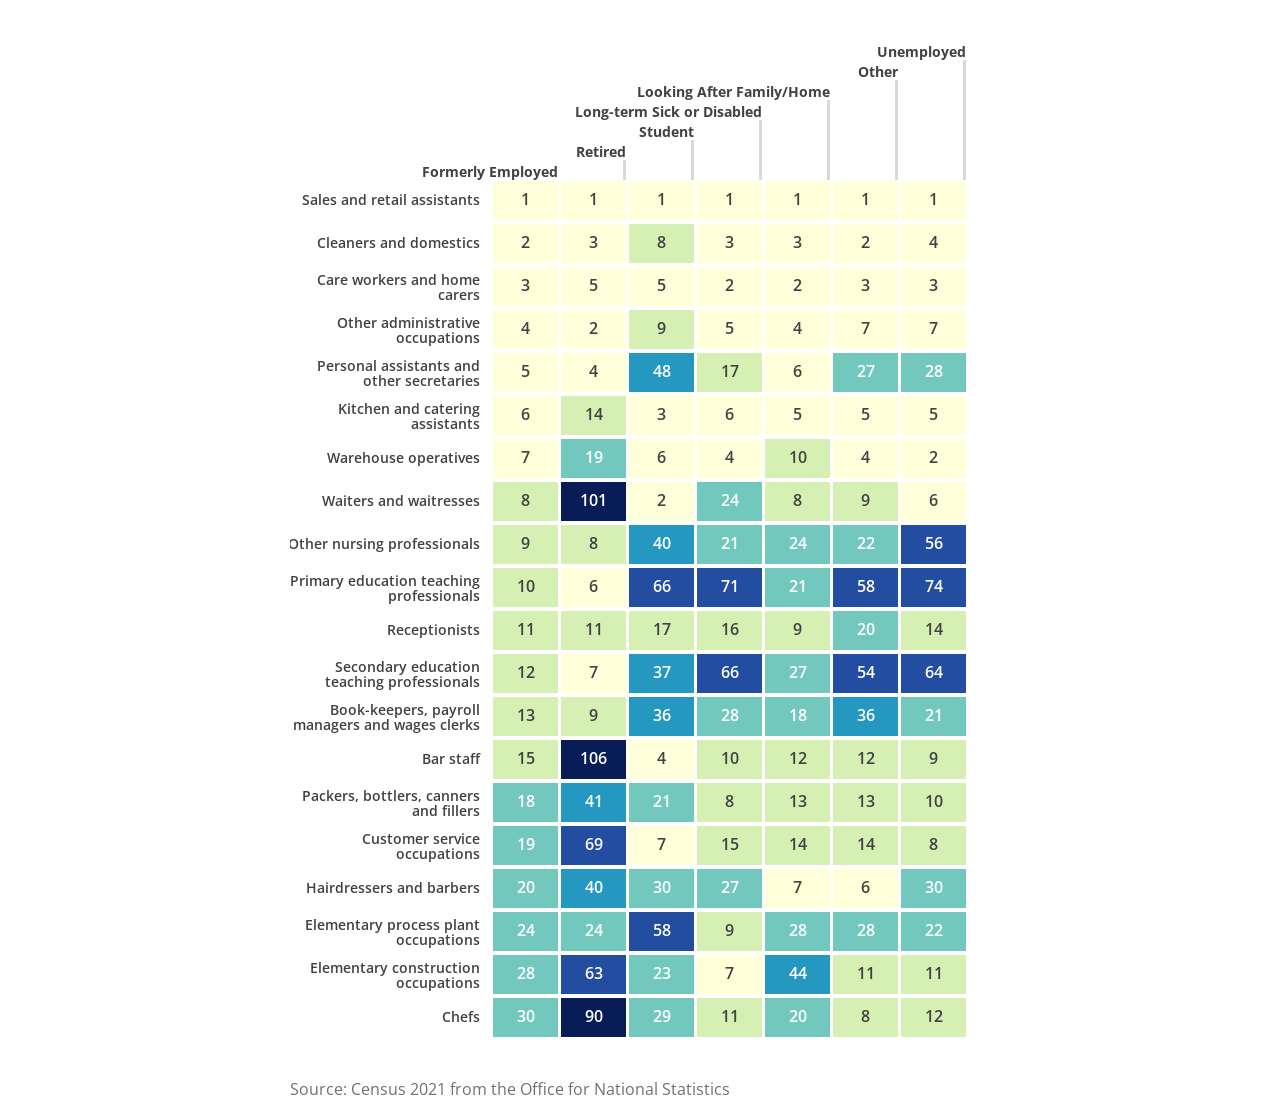 Unemployed
Other
Looking After Family/Home
Long-term Sick or Disabled
Student
Retired
Formerly Employed
Sales and retail assistants 1 1 1 1 1 1 1
Cleaners and domestics 2 3 8 3 3 2 4
Care workers and home
carers 3 5 5 2 2 3 3
Other administrative
occupations 4 2 9 5 4 7 7
Personal assistants and
other secretaries 5 4 48 17 6 27 28
Kitchen and catering
assistants 6 14 3 6 5 5 5
Warehouse operatives 7 19 6 4 10 4 2
Waiters and waitresses 8 101 2 24 8 9 6
Other nursing professionals 9 8 40 21 24 22 56
Primary education teaching
professionals 10 6 66 71 21 58 74
Receptionists 11 11 17 16 9 20 14
Secondary education
teaching professionals 12 7 37 66 27 54 64
Book-keepers, payroll
managers and wages clerks 13 9 36 28 18 36 21
Bar staff 15 106 4 10 12 12 9
Packers, bottlers, canners
and fillers 18 41 21 8 13 13 10
Customer service
occupations 19 69 7 15 14 14 8
Hairdressers and barbers 20 40 30 27 7 6 30
Elementary process plant
occupations 24 24 58 9 28 28 22
Elementary construction
occupations 28 63 23 7 44 11 11
Chefs 30 90 29 11 20 8 12
Source: Census 2021 from the Office for National Statistics